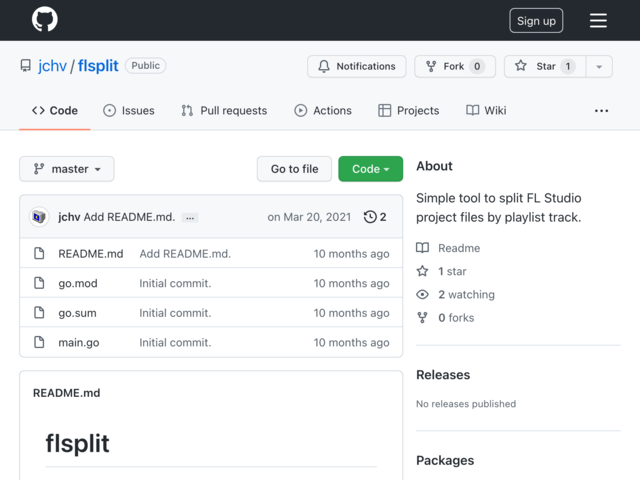 Sign up
jchv / flsplit Public
Notifications Fork 0 Star 1
Code Issues Pull requests Actions Projects Wiki ...
master Go to file Code
jchv Add README.md. ... on Mar 20, 2021 2
README.md Add README.md. 10 months ago
go.mod Initial commit. 10 months ago
go.sum Initial commit. 10 months ago
main.go Initial commit. 10 months ago
README.md
flsplit
About
Simple tool to split FL Studio
project files by playlist track.
Readme
1 star
2 watching
0 forks
Releases
No releases published
Packages